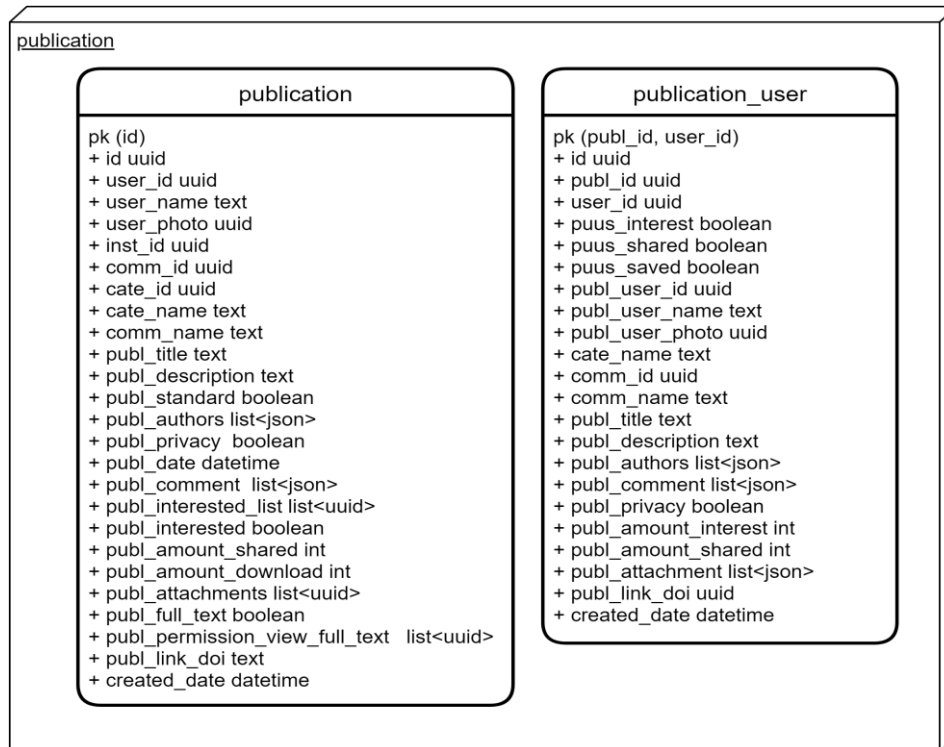 publication
publication
pk (id)
+ id uuid
+ user_id uuid
+ user_name text
+ user_photo uuid
+ inst_id uuid
+ comm_id uuid
+ cate_id uuid
+ cate_name text
+ comm_name text
+ publ_title text
+ publ_description text
+ publ_standard boolean
+ publ_authors list<json>
+ publ_privacy  boolean
+ publ_date datetime
+ publ_comment  list<json>
+ publ_interested_list list<uuid>
+ publ_interested boolean
+ publ_amount_shared int
+ publ_amount_download int
+ publ_attachments list<uuid>
+ publ_full_text boolean
+ publ_permission_view_full_text   list<uuid>
+ publ_link_doi text
+ created_date datetime
publication_user
pk (publ_id, user_id)
+ id uuid
+ publ_id uuid
+ user_id uuid
+ puus_interest boolean
+ puus_shared boolean
+ puus_saved boolean
+ publ_user_id uuid
+ publ_user_name text
+ publ_user_photo uuid
+ cate_name text
+ comm_id uuid
+ comm_name text
+ publ_title text
+ publ_description text
+ publ_authors list<json>
+ publ_comment list<json>
+ publ_privacy boolean
+ publ_amount_interest int
+ publ_amount_shared int
+ publ_attachment list<json>
+ publ_link_doi uuid
+ created_date datetime